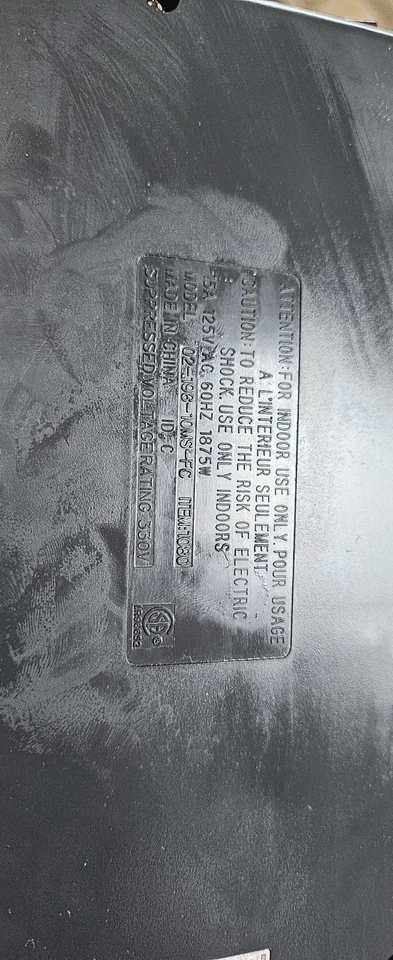 ATTENTION:FOR INDOOR USE ONLY.POUR USAGE
A L'INTERIEUR SEULEMENT
CAUTION:TO REDUCE THE RISK OF ELECTRIC
SHOCK.USE ONLY INDOORS
15A 125V AC 60HZ 1875W
MODEL 02-198-10MS-FC ITEM:1080
MADE IN CHINA ID:C
SUPPRESSED VOLTAGE RATING:330V